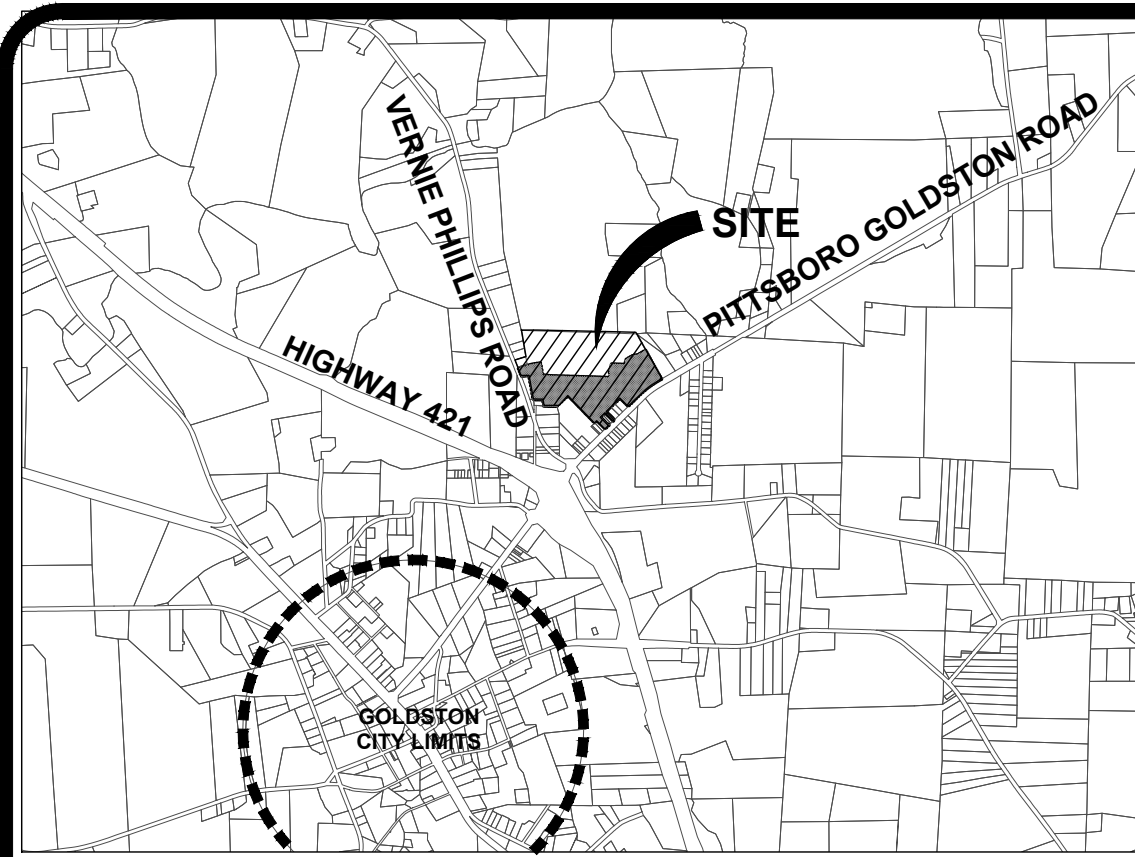 VERNIE PHILLIPS ROAD
SITE
PITTSBORO GOLDSTON ROAD
HIGHWAY 421
GOLDSTON
CITY LIMITS